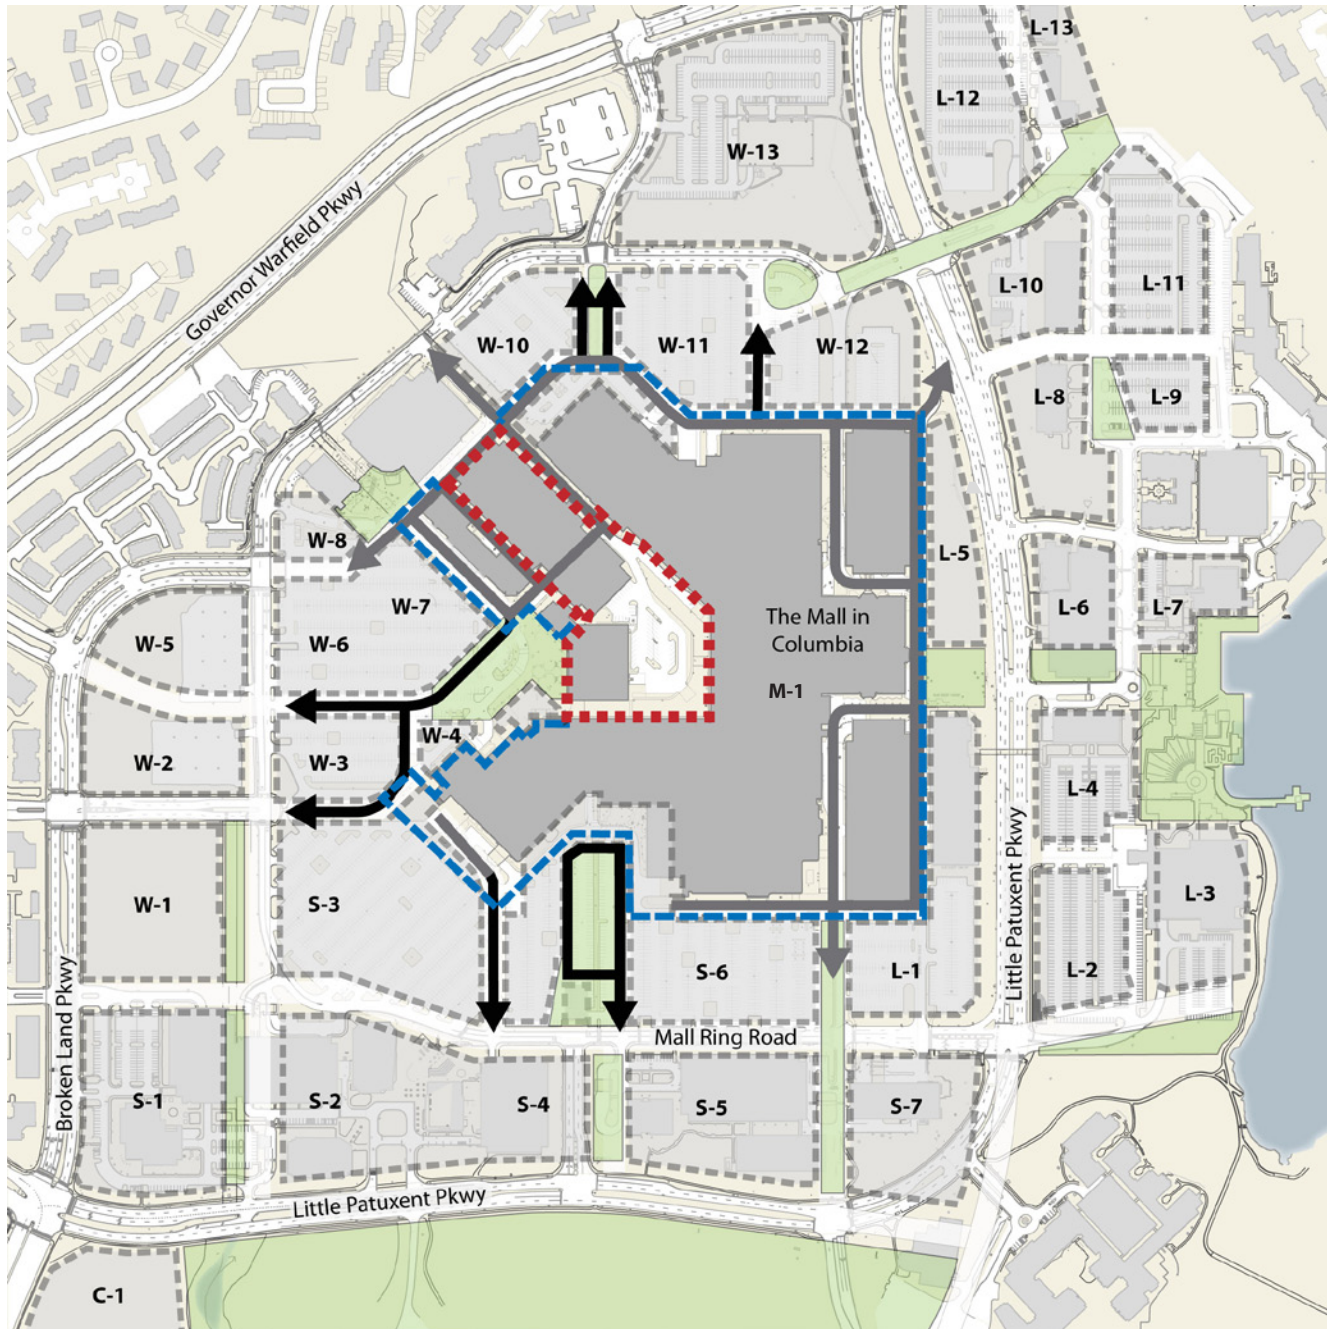 L-13
L-12
W-13
Governor Warfield Pkwy
L-10
L-11
W-10
W-11
W-12
L-8
L-9
W-8
L-5
W-7
L-6
L-7
The Mall in
Columbia
W-5
W-6
M-1
W-4
W-2
W-3
L-4
Little Patuxent Pkwy
W-1
S-3
L-3
S-6
L-1
L-2
Broken Land Pkwy
Mall Ring Road
S-1
S-2
S-4
S-5
S-7
Little Patuxent Pkwy
C-1